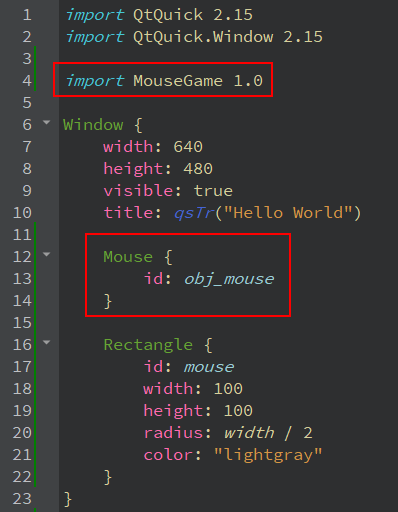 1 import QtQuick 2.15
2 import QtQuick.Window 2.15
3
4 import MouseGame 1.0
5
6 Window {
7     width: 640
8     height: 480
9     visible: true
10     title: qsTr("Hello World")
11
12     Mouse {
13         id: obj_mouse
14     }
15
16     Rectangle {
17         id: mouse
18         width: 100
19         height: 100
20         radius: width / 2
21         color: "lightgray"
22     }
23 }